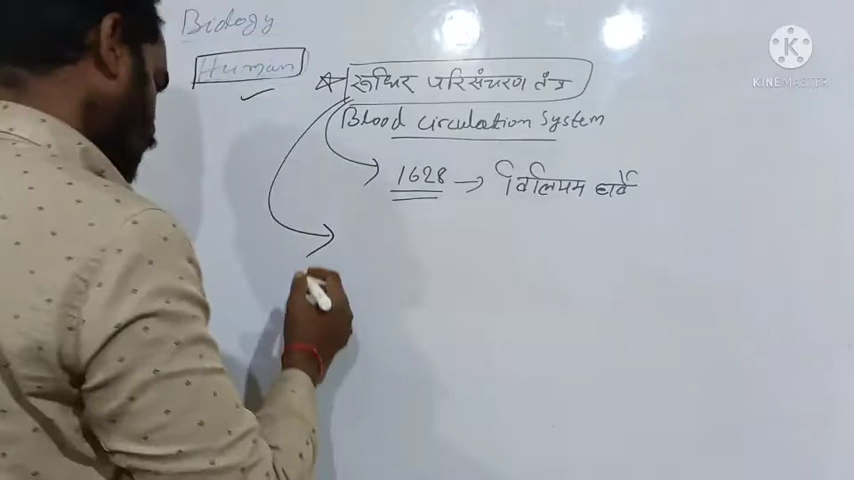 Biology
Human
रूधिर परिसंचरण तंत्र
Blood circulation System
1628 → विलियम हार्वे
KINEMASTER